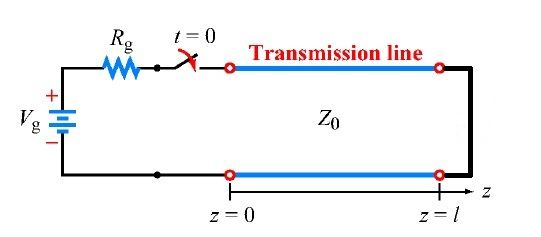 Rg
t = 0
Transmission line
+
Vg
−
Z0
z
z = 0
z = l